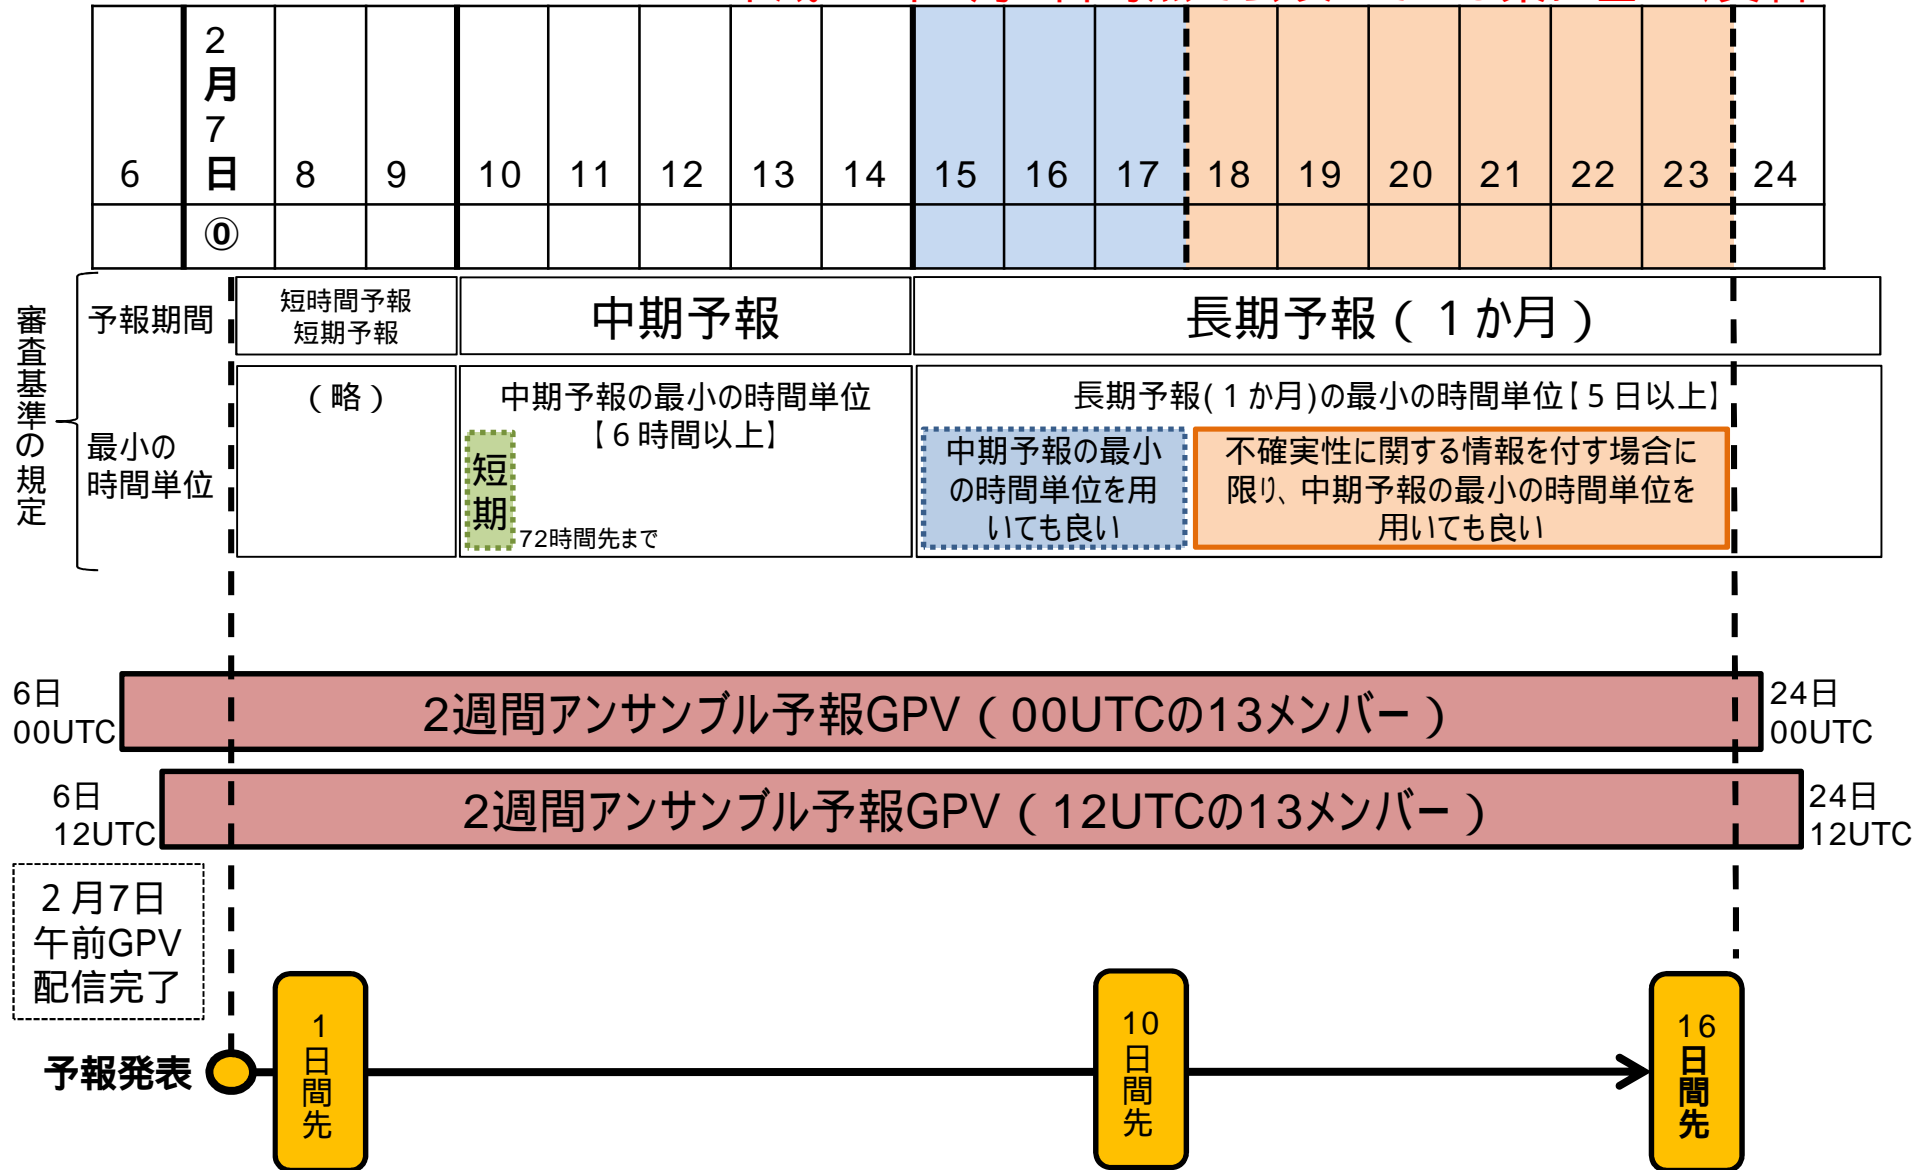 6
2月7日
8
9
10
11
12
13
14
15
16
17
18
19
20
21
22
23
24
⓪
審査基準の規定
予報期間
短時間予報
短期予報
中期予報
長期予報(1か月)
最小の
時間単位
(略)
中期予報の最小の時間単位
【6時間以上】
短期
72時間先まで
長期予報(1か月)の最小の時間単位【5日以上】
中期予報の最小
の時間単位を用
いても良い
不確実性に関する情報を付す場合に
限り、中期予報の最小の時間単位を
用いても良い
6日
00UTC
2週間アンサンブル予報GPV(00UTCの13メンバー)
24日
00UTC
6日
12UTC
2週間アンサンブル予報GPV(12UTCの13メンバー)
24日
12UTC
2月7日
午前GPV
配信完了
予報発表
1日間先
10日間先
16日間先